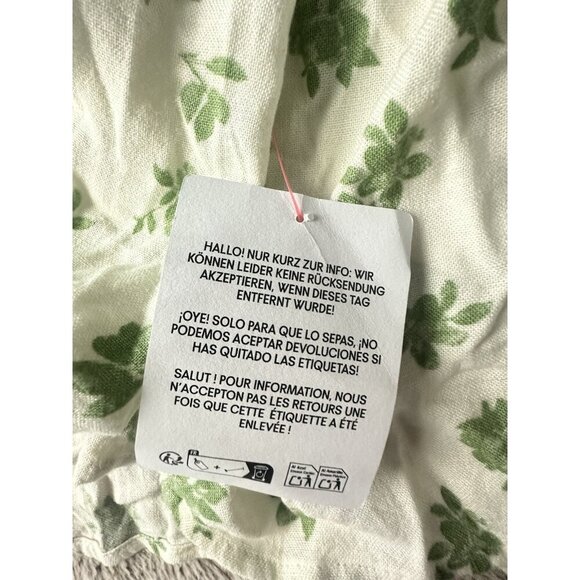 HALLO! NUR KURZ ZUR INFO: WIR
KÖNNEN LEIDER KEINE RÜCKSENDUNG
AKZEPTIEREN, WENN DIESES TAG
ENTFERNT WURDE!
¡OYE! SOLO PARA QUE LO SEPAS, ¡NO
PODEMOS ACEPTAR DEVOLUCIONES SI
HAS QUITADO LAS ETIQUETAS!
SALUT ! POUR INFORMATION, NOUS
N'ACCEPTON PAS LES RETOURS UNE
FOIS QUE CETTE ÉTIQUETTE A ÉTÉ
ENLEVÉE !
FR